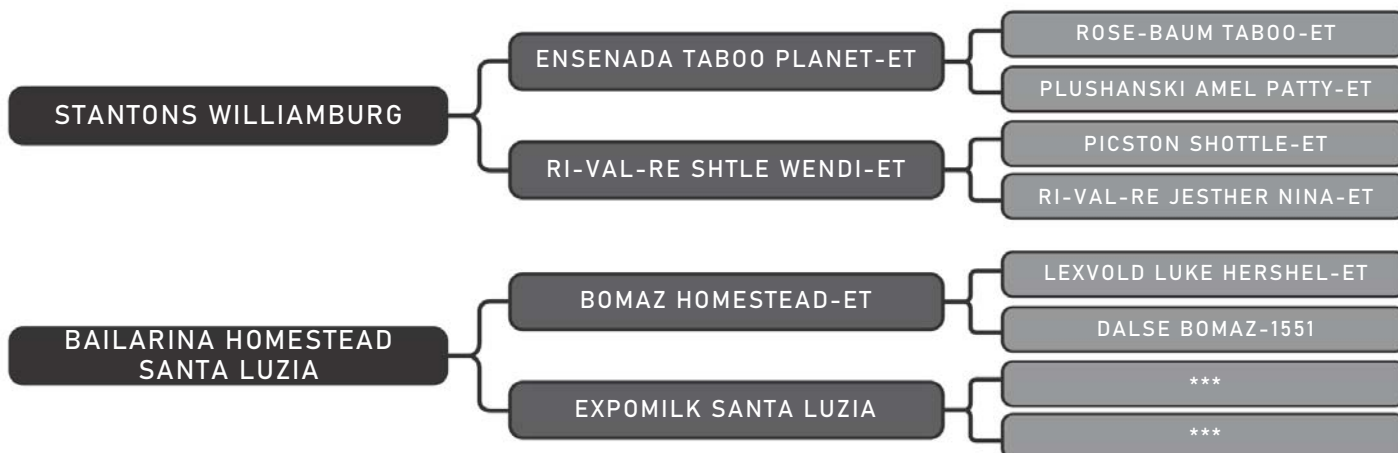 STANTONS WILLIAMBURG
ENSENADA TABOO PLANET-ET
ROSE-BAUM TABOO-ET
PLUSHANSKI AMEL PATTY-ET
RI-VAL-RE SHTLE WENDI-ET
PICSTON SHOTTLE-ET
RI-VAL-RE JESTHER NINA-ET
BAILARINA HOMESTEAD
SANTA LUZIA
BOMAZ HOMESTEAD-ET
LEXVOLD LUKE HERSHEL-ET
DALSE BOMAZ-1551
EXPOMILK SANTA LUZIA
***
***